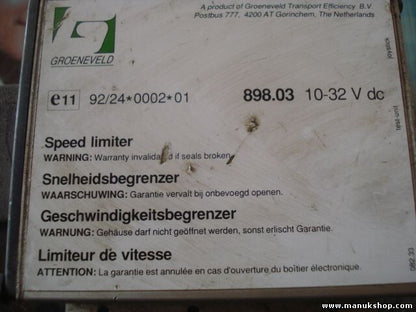 A product of Groeneveld Transport Efficiency B.V.
Postbus 777, 4200 AT Gorinchem, The Netherlands
GROENEVELD
e11 92/24*0002*01 898.03 10-32 V dc
joystick
test-unit
Speed limiter
WARNING: Warranty invalidated if seals broken.
Snelheidsbegrenzer
WAARSCHUWING: Garantie vervalt bij onbevoegd openen.
Geschwindigkeitsbegrenzer
WARNUNG: Gehäuse darf nicht geöffnet werden, sonst erlischt Garantie.
Limiteur de vitesse
ATTENTION: La garantie est annulée en cas d'ouverture du boîtier électronique.
www.manukshop.com